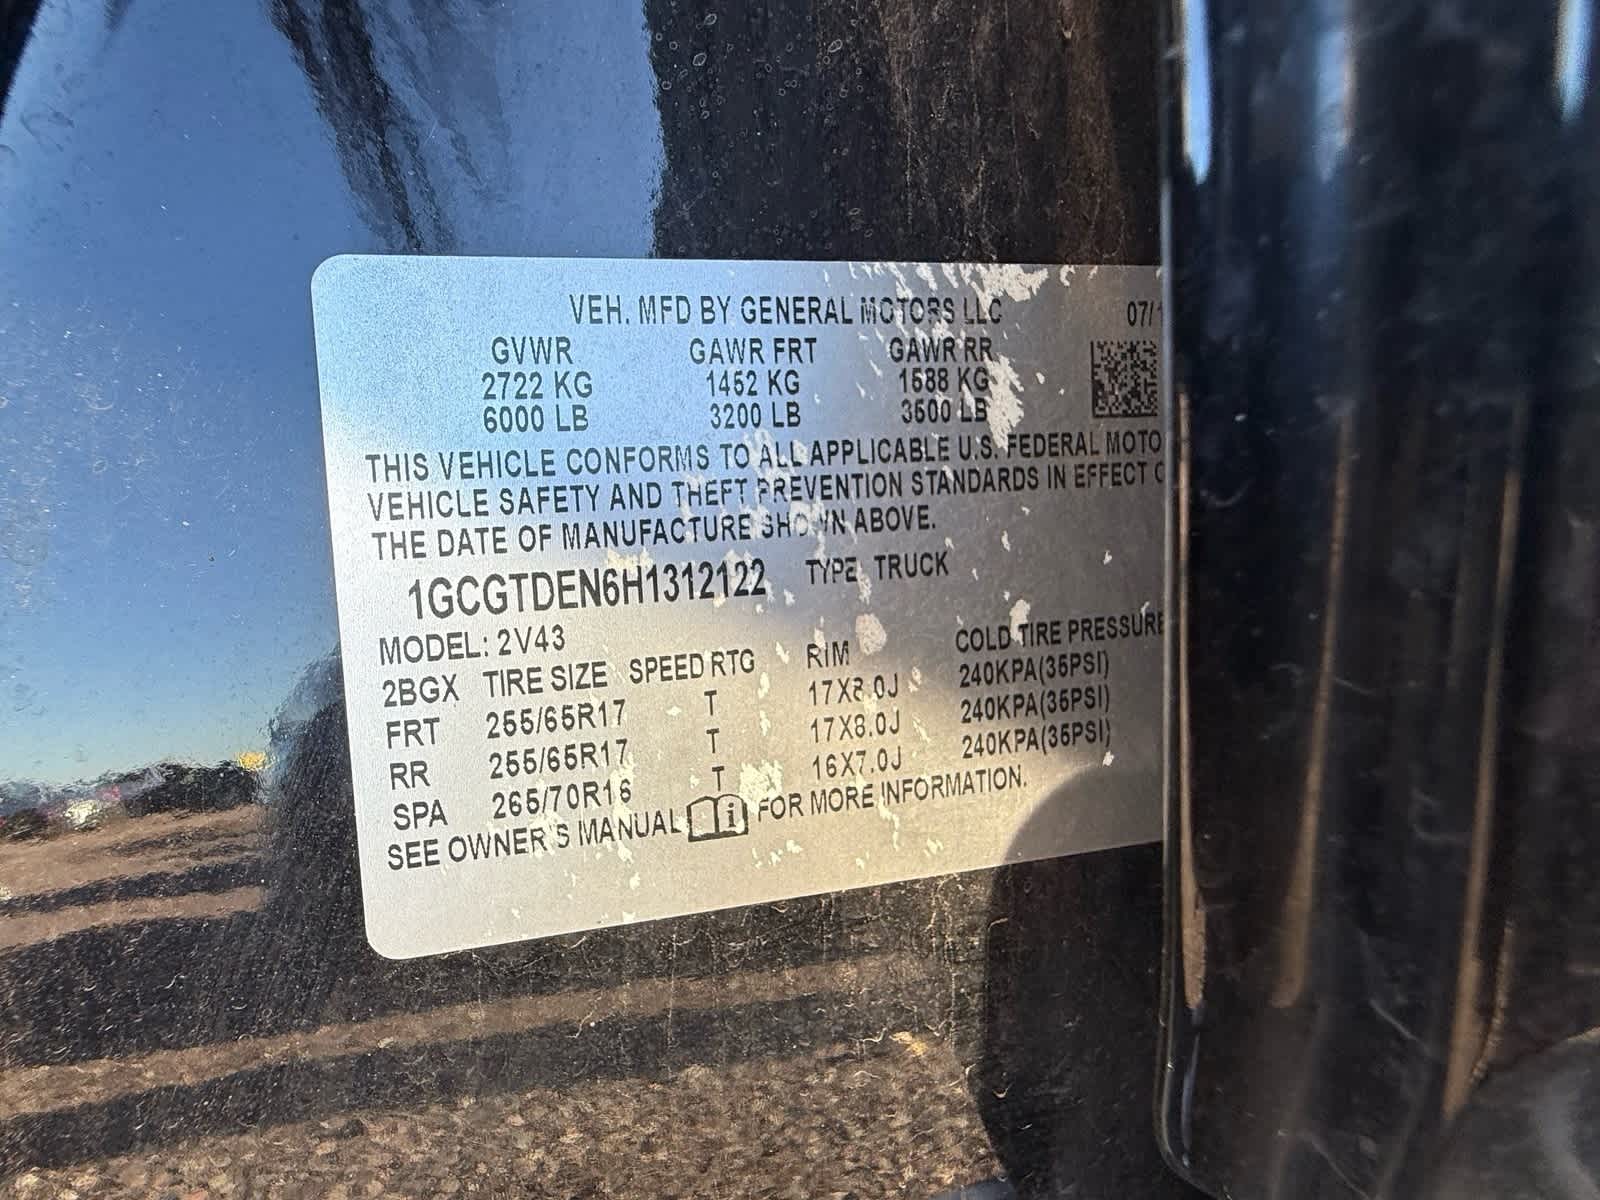 VEH. MFD BY GENERAL MOTORS LLC 07/1
GVWR GAWR FRT GAWR RR
2722 KG 1452 KG 1588 KG
6000 LB 3200 LB 3500 LB
THIS VEHICLE CONFORMS TO ALL APPLICABLE U.S. FEDERAL MOTO
VEHICLE SAFETY AND THEFT PREVENTION STANDARDS IN EFFECT O
THE DATE OF MANUFACTURE SHOWN ABOVE.
1GCGTDEN6H1312122 TYPE TRUCK
MODEL: 2V43
2BGX TIRE SIZE SPEED RTG RIM COLD TIRE PRESSURE
FRT 255/65R17 T 17X8.0J 240KPA(35PSI)
RR 255/65R17 T 17X8.0J 240KPA(35PSI)
SPA 265/70R16 T 16X7.0J 240KPA(35PSI)
SEE OWNER'S MANUAL FOR MORE INFORMATION.